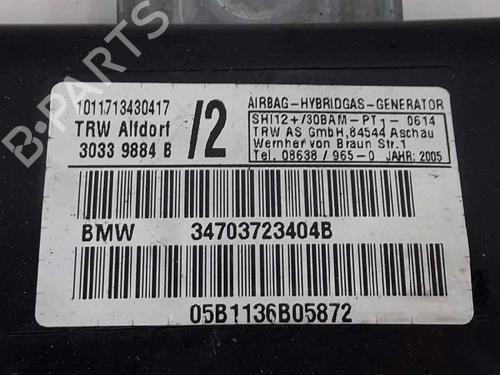 1011713430417
TRW Alfdorf
3033 9884 B
/2
AIRBAG-HYBRIDGAS-GENERATOR
SHI12+/30BAM-PT1-0614
TRW AS GmbH,84544 Aschau
Wernher von Braun Str.1
Tel. 08638/965-0 JAHR: 2005
BMW 34703723404B
05B1136B05872